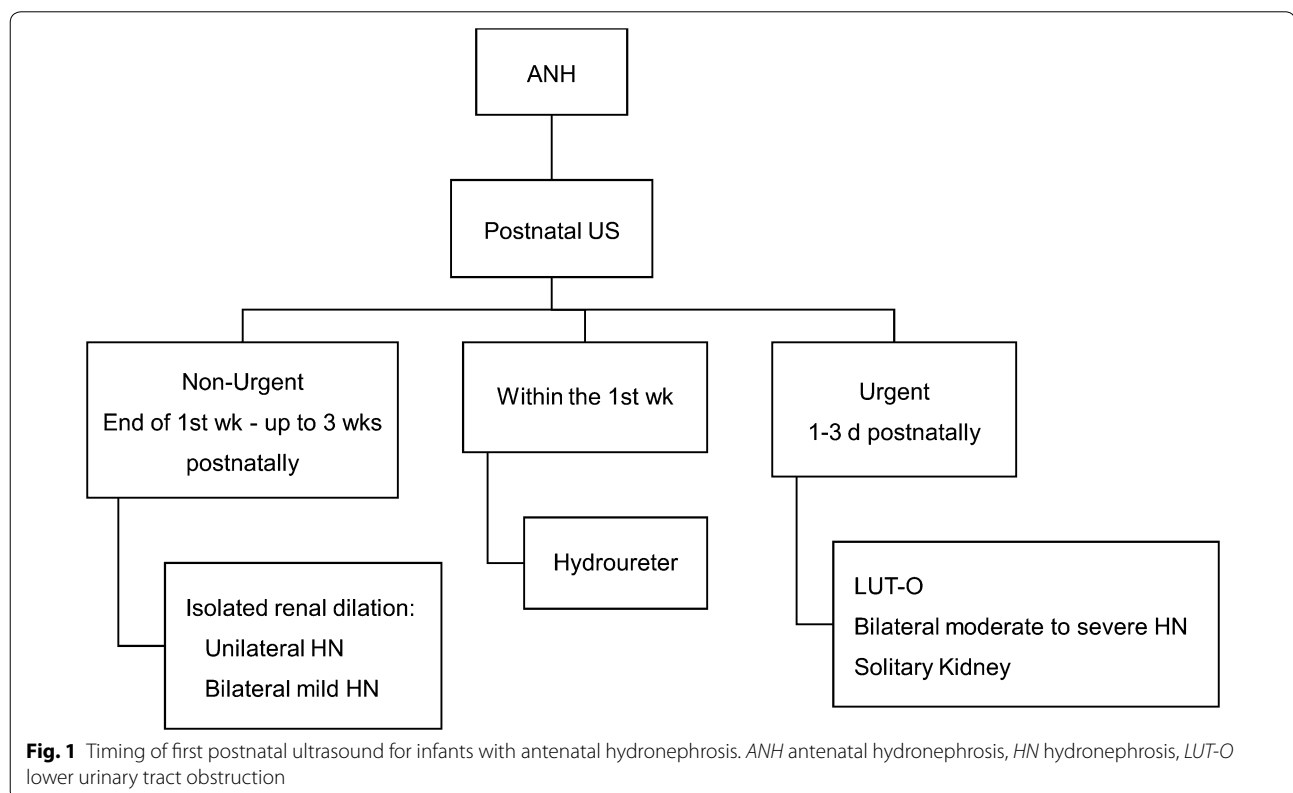 ANH
Postnatal US
Non-Urgent
End of 1st wk - up to 3 wks
postnatally
Within the 1st wk
Urgent
1-3 d postnatally
Hydroureter
Isolated renal dilation:
Unilateral HN
Bilateral mild HN
LUT-O
Bilateral moderate to severe HN
Solitary Kidney
Fig. 1 Timing of first postnatal ultrasound for infants with antenatal hydronephrosis. ANH antenatal hydronephrosis, HN hydronephrosis, LUT-O
lower urinary tract obstruction